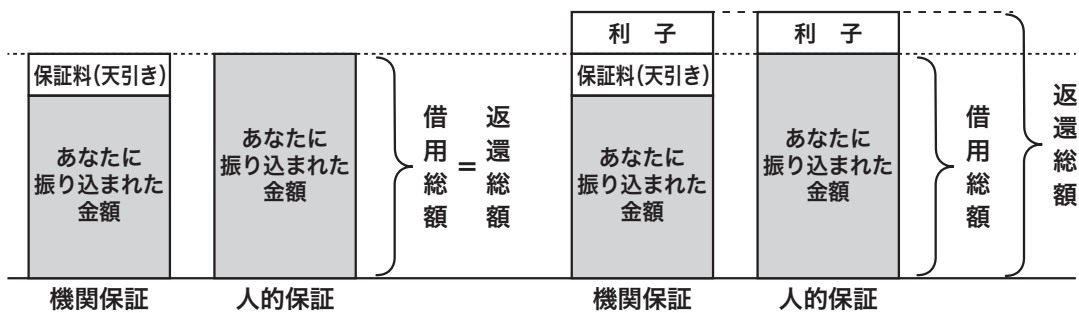 保証料(天引き)
あなたに
振り込まれた
金額
機関保証
あなたに
振り込まれた
金額
人的保証
借用総額
=
返還総額
利　子
保証料(天引き)
あなたに
振り込まれた
金額
機関保証
利　子
あなたに
振り込まれた
金額
人的保証
借用総額
返還総額